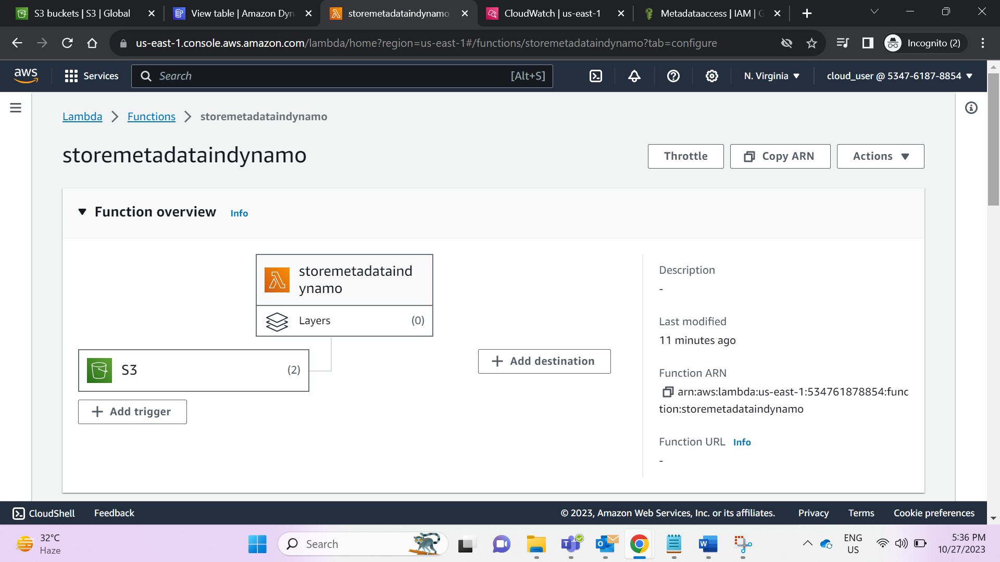 S3 buckets | S3 | Global
View table | Amazon Dyn
storemetadataindynamo
CloudWatch | us-east-1
Metadataaccess | IAM | G
us-east-1.console.aws.amazon.com/lambda/home?region=us-east-1#/functions/storemetadataindynamo?tab=configure
Incognito (2)
aws
Services
Search
[Alt+S]
N. Virginia
cloud_user @ 5347-6187-8854
Lambda
Functions
storemetadataindynamo
storemetadataindynamo
Throttle
Copy ARN
Actions
Function overview
Info
storemetadataind
ynamo
Layers
(0)
S3
(2)
Add trigger
Add destination
Description
-
Last modified
11 minutes ago
Function ARN
arn:aws:lambda:us-east-1:534761878854:func
tion:storemetadataindynamo
Function URL Info
-
CloudShell
Feedback
© 2023, Amazon Web Services, Inc. or its affiliates.
Privacy
Terms
Cookie preferences
32°C
Haze
Search
ENG
US
5:36 PM
10/27/2023